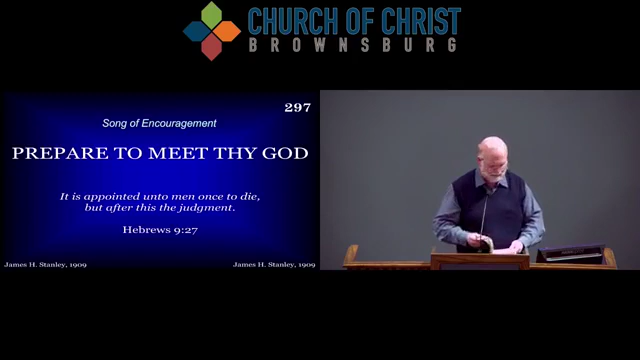 CHURCH OF CHRIST
BROWNSBURG
297
Song of Encouragement
PREPARE TO MEET THY GOD
It is appointed unto men once to die,
but after this the judgment.
Hebrews 9:27
James H. Stanley, 1909
James H. Stanley, 1909